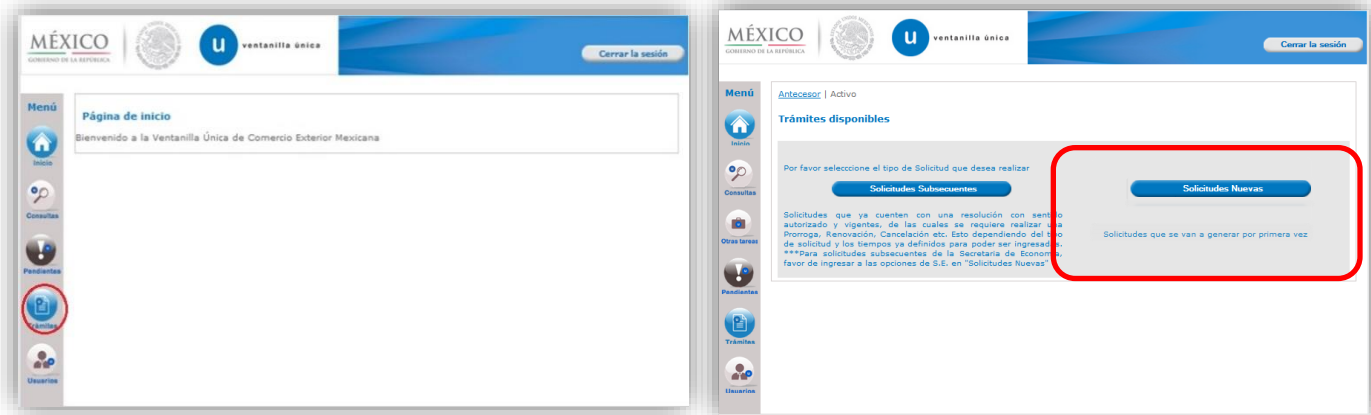 MÉXICO
GOBIERNO DE LA REPÚBLICA
u
ventanilla única
Cerrar la sesión
Menú
Inicio
Consultas
Pendientes
Trámites
Usuarios
Página de inicio
Bienvenido a la Ventanilla Única de Comercio Exterior Mexicana
MÉXICO
GOBIERNO DE LA REPÚBLICA
u
ventanilla única
Cerrar la sesión
Menú
Inicio
Consultas
Otras tareas
Pendientes
Trámites
Usuarios
Antecesor | Activo
Trámites disponibles
Por favor selecccione el tipo de Solicitud que desea realizar
Solicitudes Subsecuentes
Solicitudes que ya cuenten con una resolución con sentido
autorizado y vigentes, de las cuales se requiere realizar una
Prorroga, Renovación, Cancelación etc. Esto dependiendo del tipo
de solicitud y los tiempos ya definidos para poder ser ingresadas.
***Para solicitudes subsecuentes de la Secretaria de Economía,
favor de ingresar a las opciones de S.E. en "Solicitudes Nuevas"
Solicitudes Nuevas
Solicitudes que se van a generar por primera vez